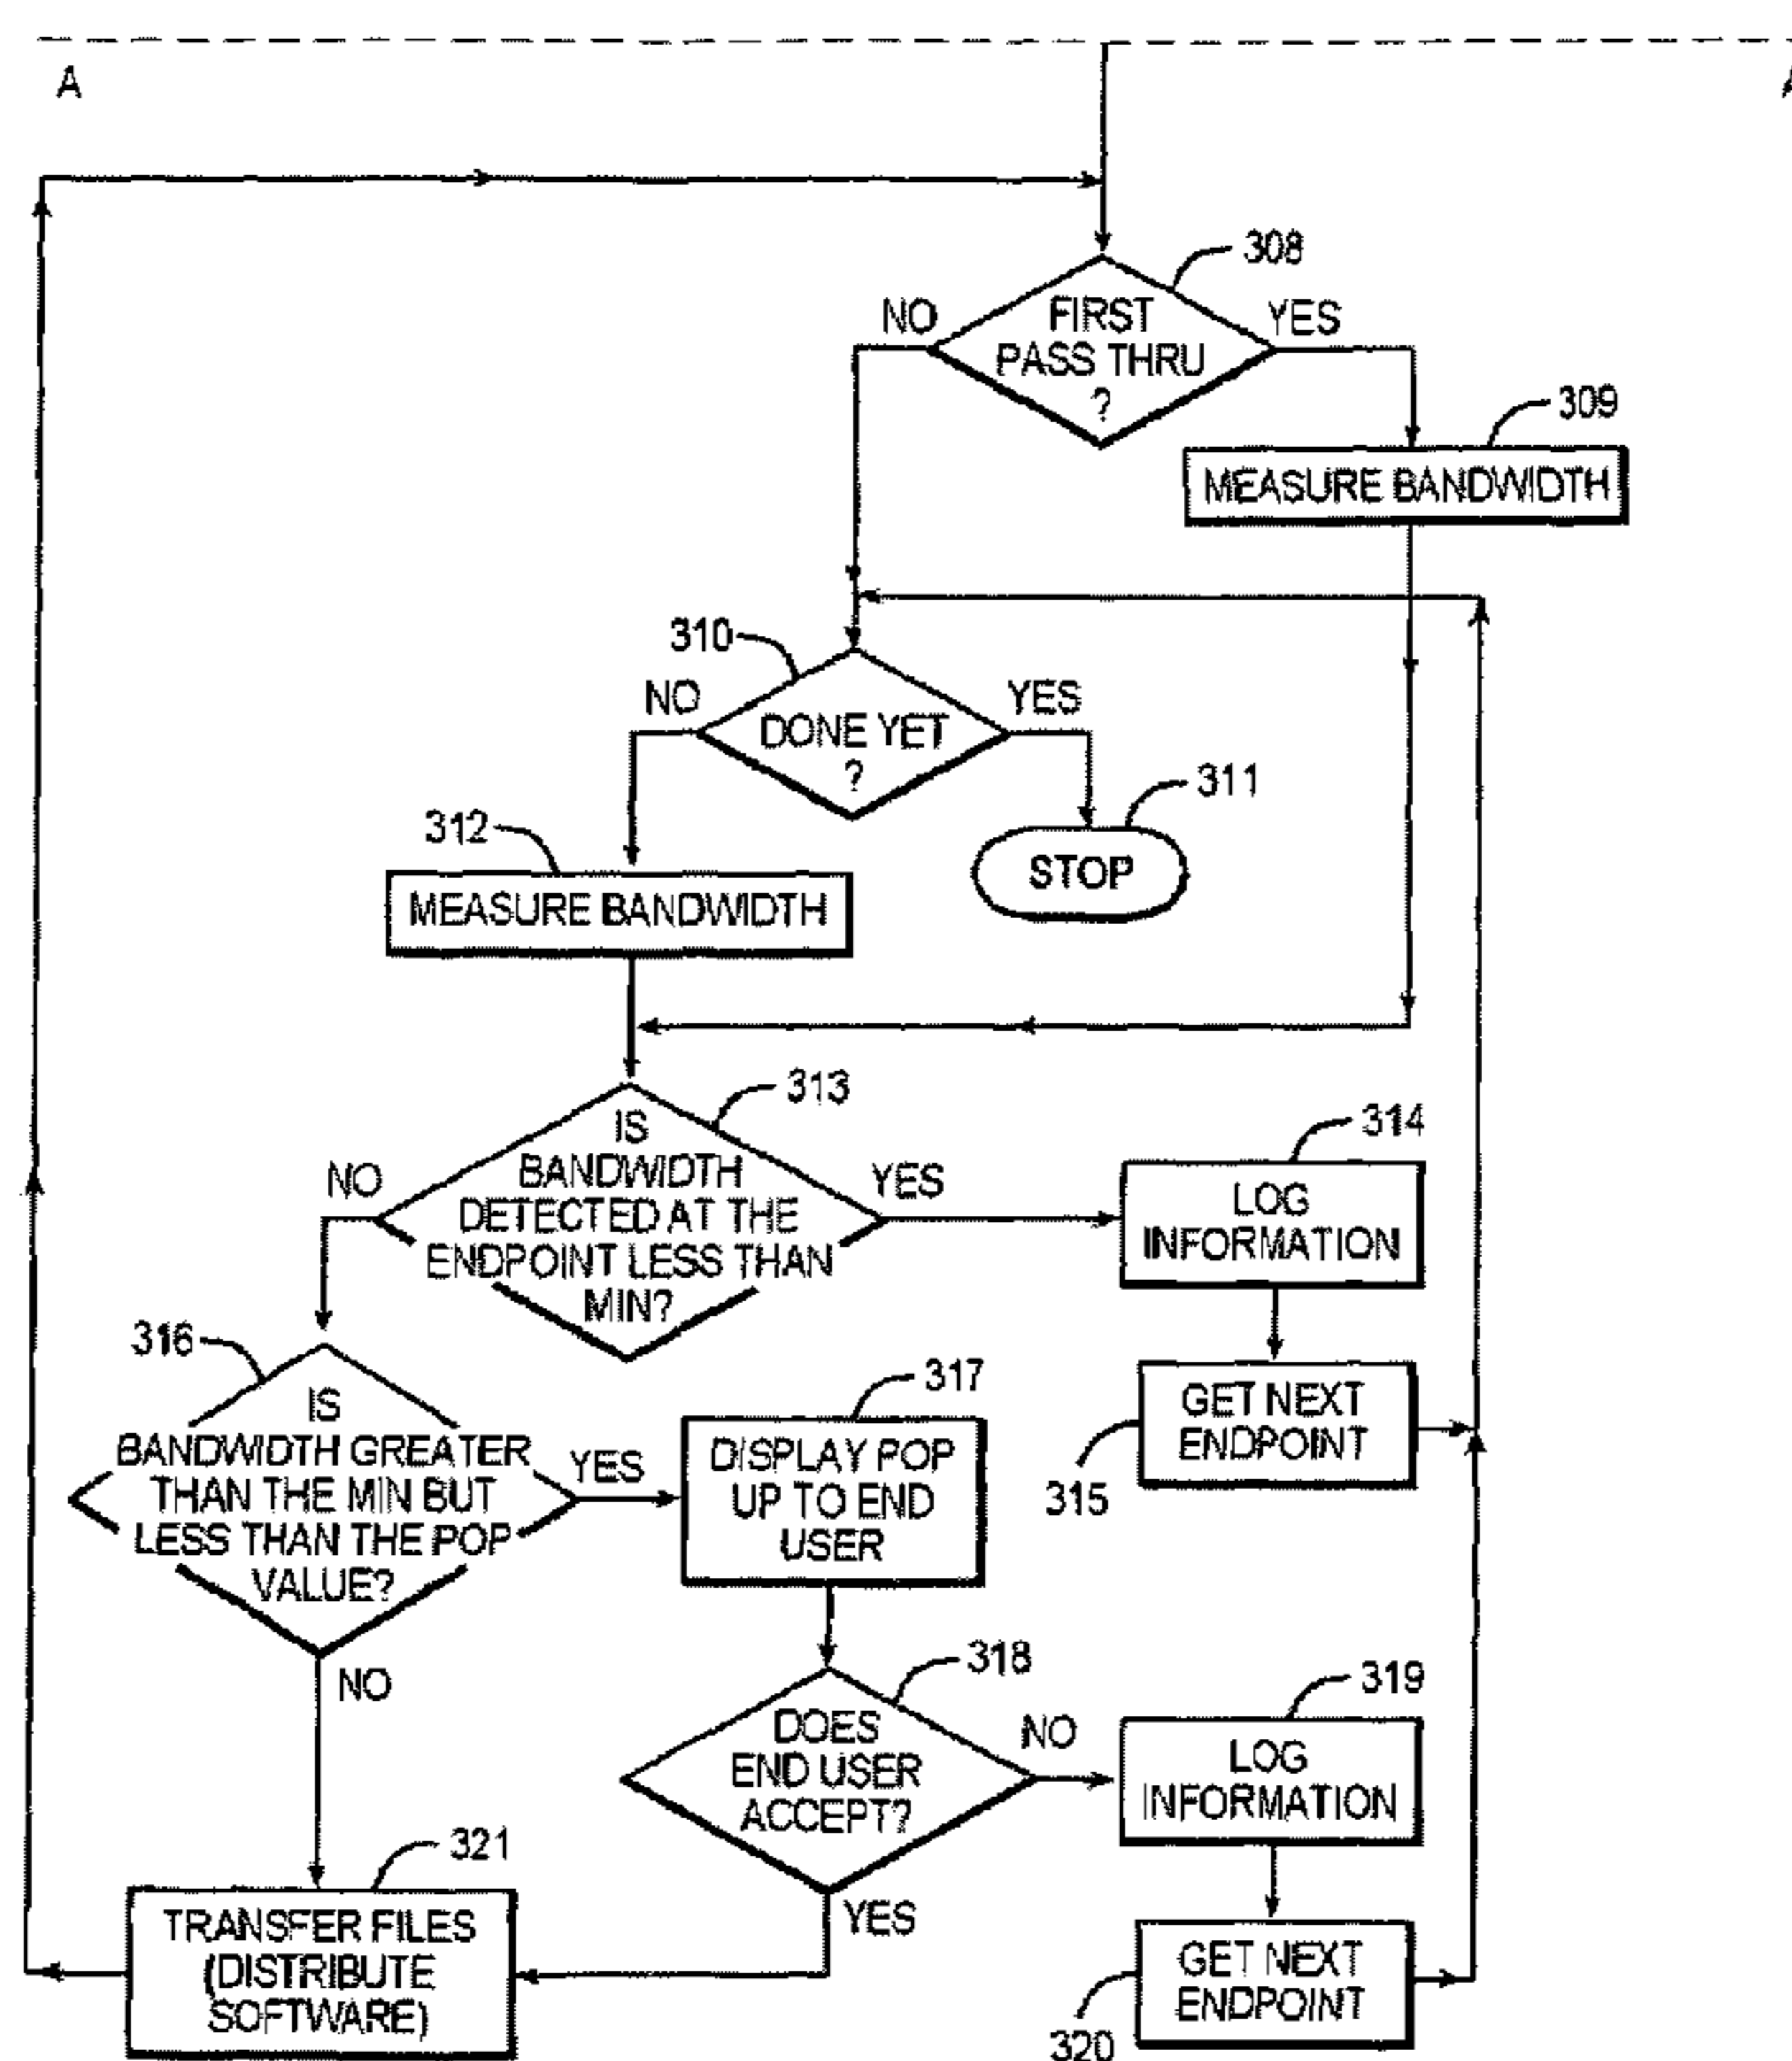 A
308
NO
FIRST
PASS THRU
?
YES
309
MEASURE BANDWIDTH
310
NO
DONE YET
?
YES
311
STOP
312
MEASURE BANDWIDTH
313
NO
IS
BANDWIDTH
DETECTED AT THE
ENDPOINT LESS THAN
MIN?
YES
314
LOG
INFORMATION
315
GET NEXT
ENDPOINT
316
IS
BANDWIDTH GREATER
THAN THE MIN BUT
LESS THAN THE POP
VALUE?
YES
NO
317
DISPLAY POP
UP TO END
USER
318
DOES
END USER
ACCEPT?
NO
YES
319
LOG
INFORMATION
320
GET NEXT
ENDPOINT
321
TRANSFER FILES
(DISTRIBUTE
SOFTWARE)